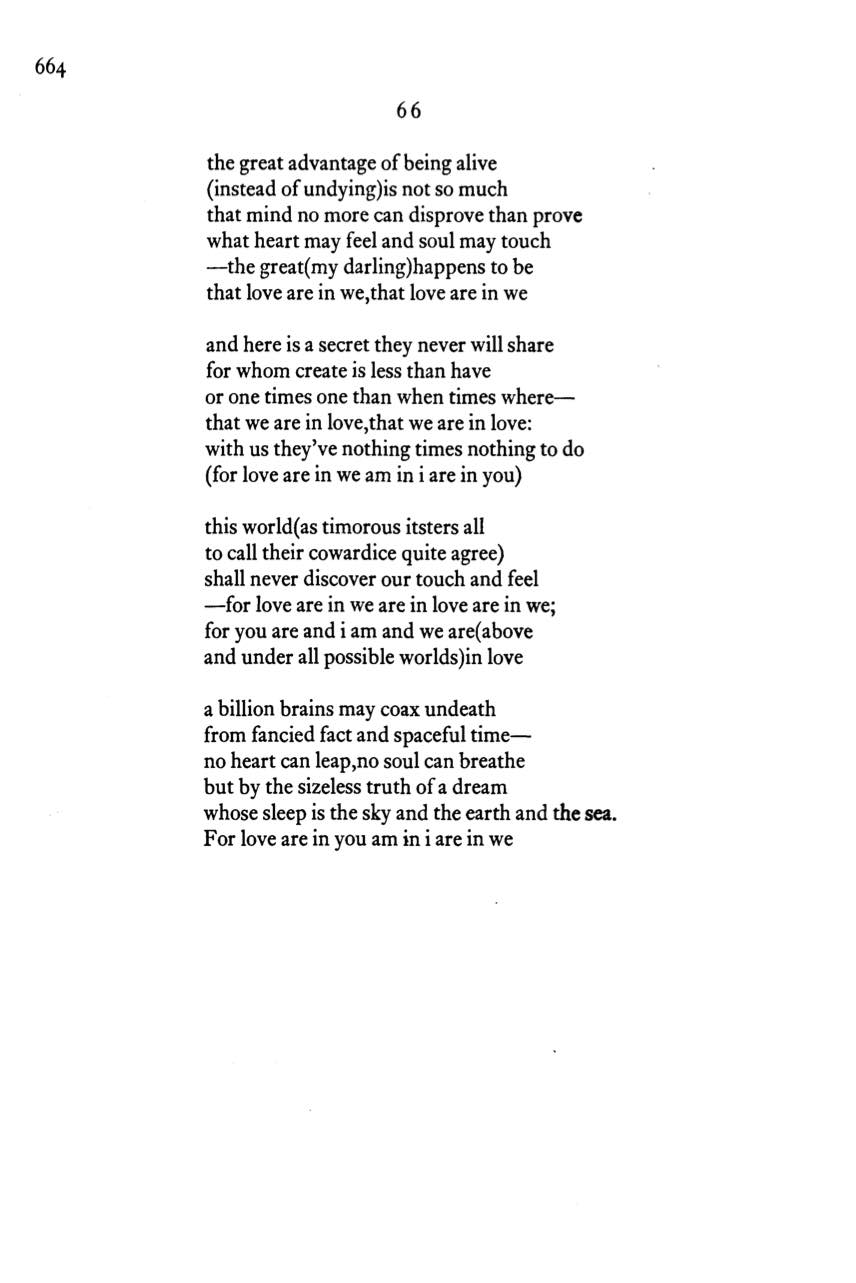 664
66
the great advantage of being alive
(instead of undying)is not so much
that mind no more can disprove than prove
what heart may feel and soul may touch
—the great(my darling)happens to be
that love are in we,that love are in we

and here is a secret they never will share
for whom create is less than have
or one times one than when times where—
that we are in love,that we are in love:
with us they've nothing times nothing to do
(for love are in we am in i are in you)

this world(as timorous itsters all
to call their cowardice quite agree)
shall never discover our touch and feel
—for love are in we are in love are in we;
for you are and i am and we are(above
and under all possible worlds)in love

a billion brains may coax undeath
from fancied fact and spaceful time—
no heart can leap,no soul can breathe
but by the sizeless truth of a dream
whose sleep is the sky and the earth and the sea.
For love are in you am in i are in we